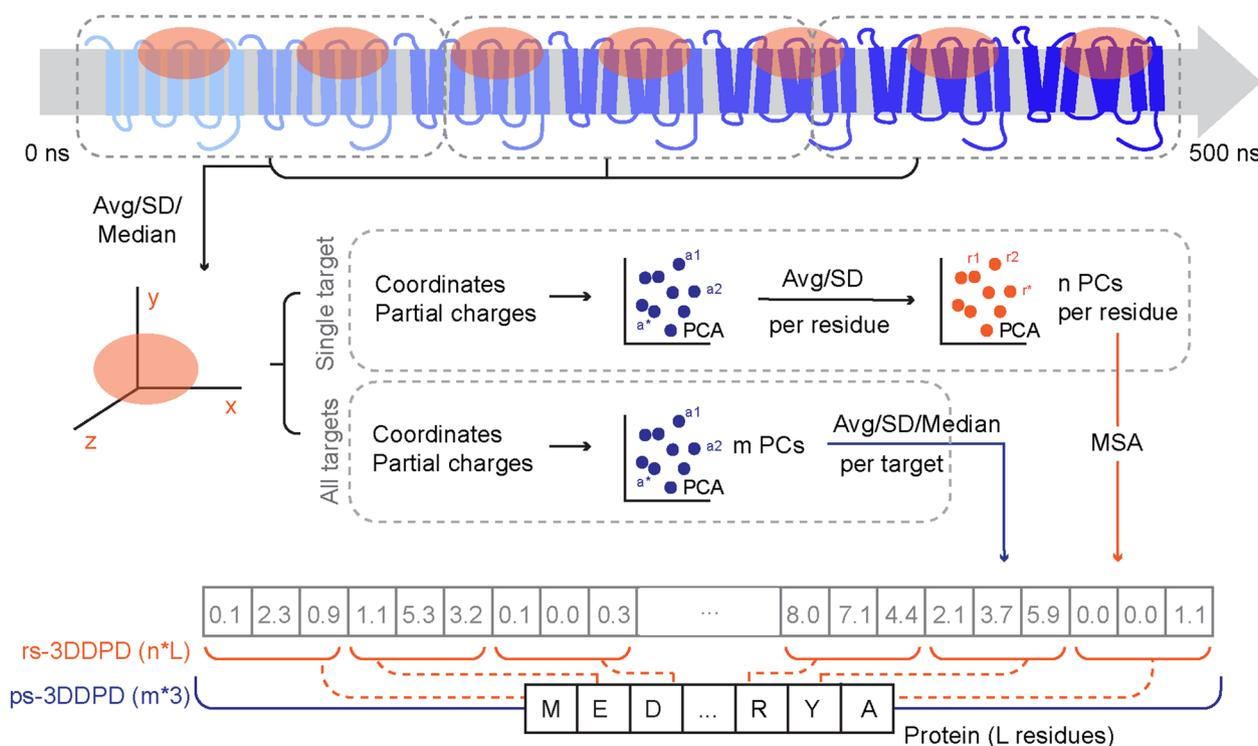 0 ns
500 ns
Avg/SD/
Median
y
x
z
Single target
Coordinates
Partial charges
a1
a2
a*
PCA
Avg/SD
per residue
r1
r2
r*
PCA
n PCs
per residue
All targets
Coordinates
Partial charges
a1
a2
a*
PCA
m PCs
Avg/SD/Median
per target
MSA
0.1 2.3 0.9 1.1 5.3 3.2 0.1 0.0 0.3 ... 8.0 7.1 4.4 2.1 3.7 5.9 0.0 0.0 1.1
rs-3DDPD (n*L)
ps-3DDPD (m*3)
M E D ... R Y A
Protein (L residues)